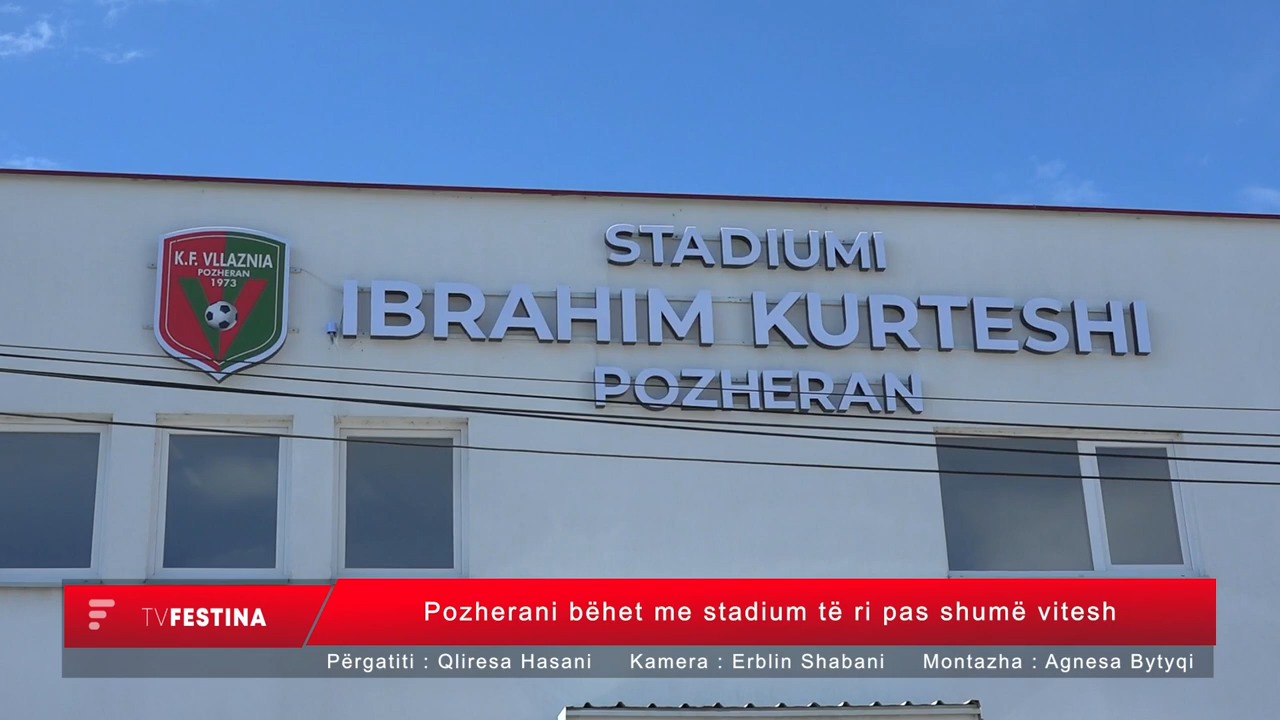 K.F. VLLAZNIA
POZHERAN
1973
STADIUMI
IBRAHIM KURTESHI
POZHERAN
TVFESTINA
Pozherani bëhet me stadium të ri pas shumë vitesh
Përgatiti : Qliresa Hasani Kamera : Erblin Shabani Montazha : Agnesa Bytyqi